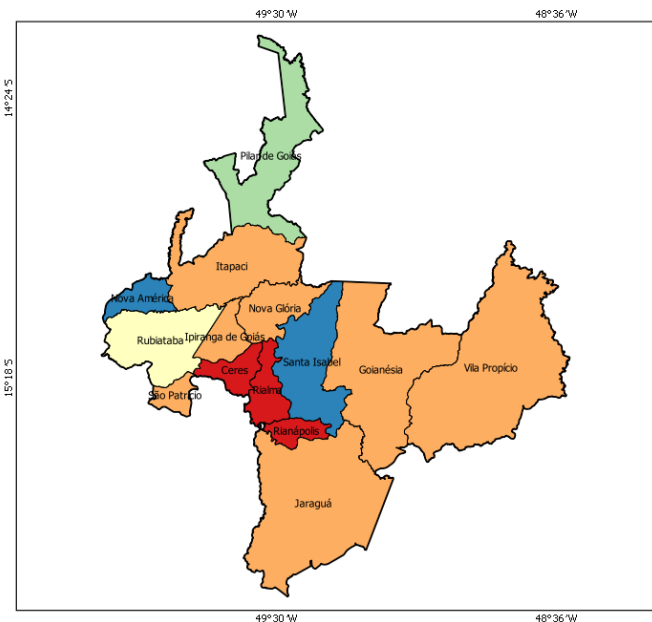 49°30'W 48°36'W
14°24'S
Pilar de Goiás
Itapaci
Nova América
Nova Glória
Rubiataba
Ipiranga de Goiás
Santa Isabel
Goianésia
Vila Propício
15°18'S
Ceres
Rialma
São Patrício
Rianápolis
Jaraguá
49°30'W 48°36'W